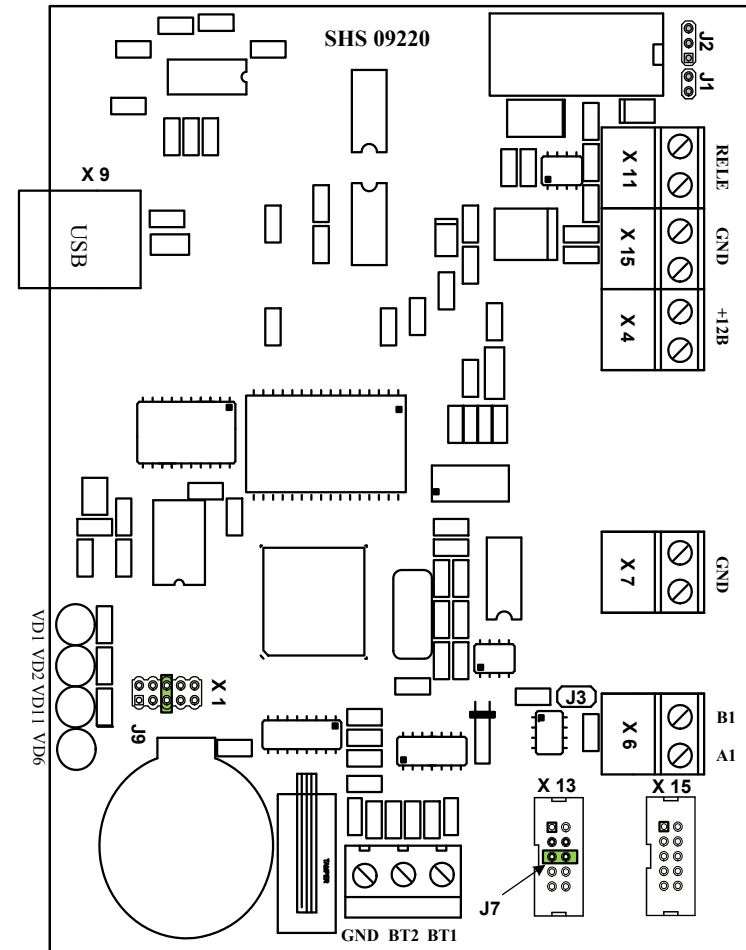 SHS 09220
J2
J1
X 9
USB
X 11
RELE
X 15
GND
X 4
+12B
X 7
GND
VD1 VD2 VD11 VD6
X 1
J9
J3
X 6
B1
A1
TAMPER
X 13
X 15
J7
GND BT2 BT1